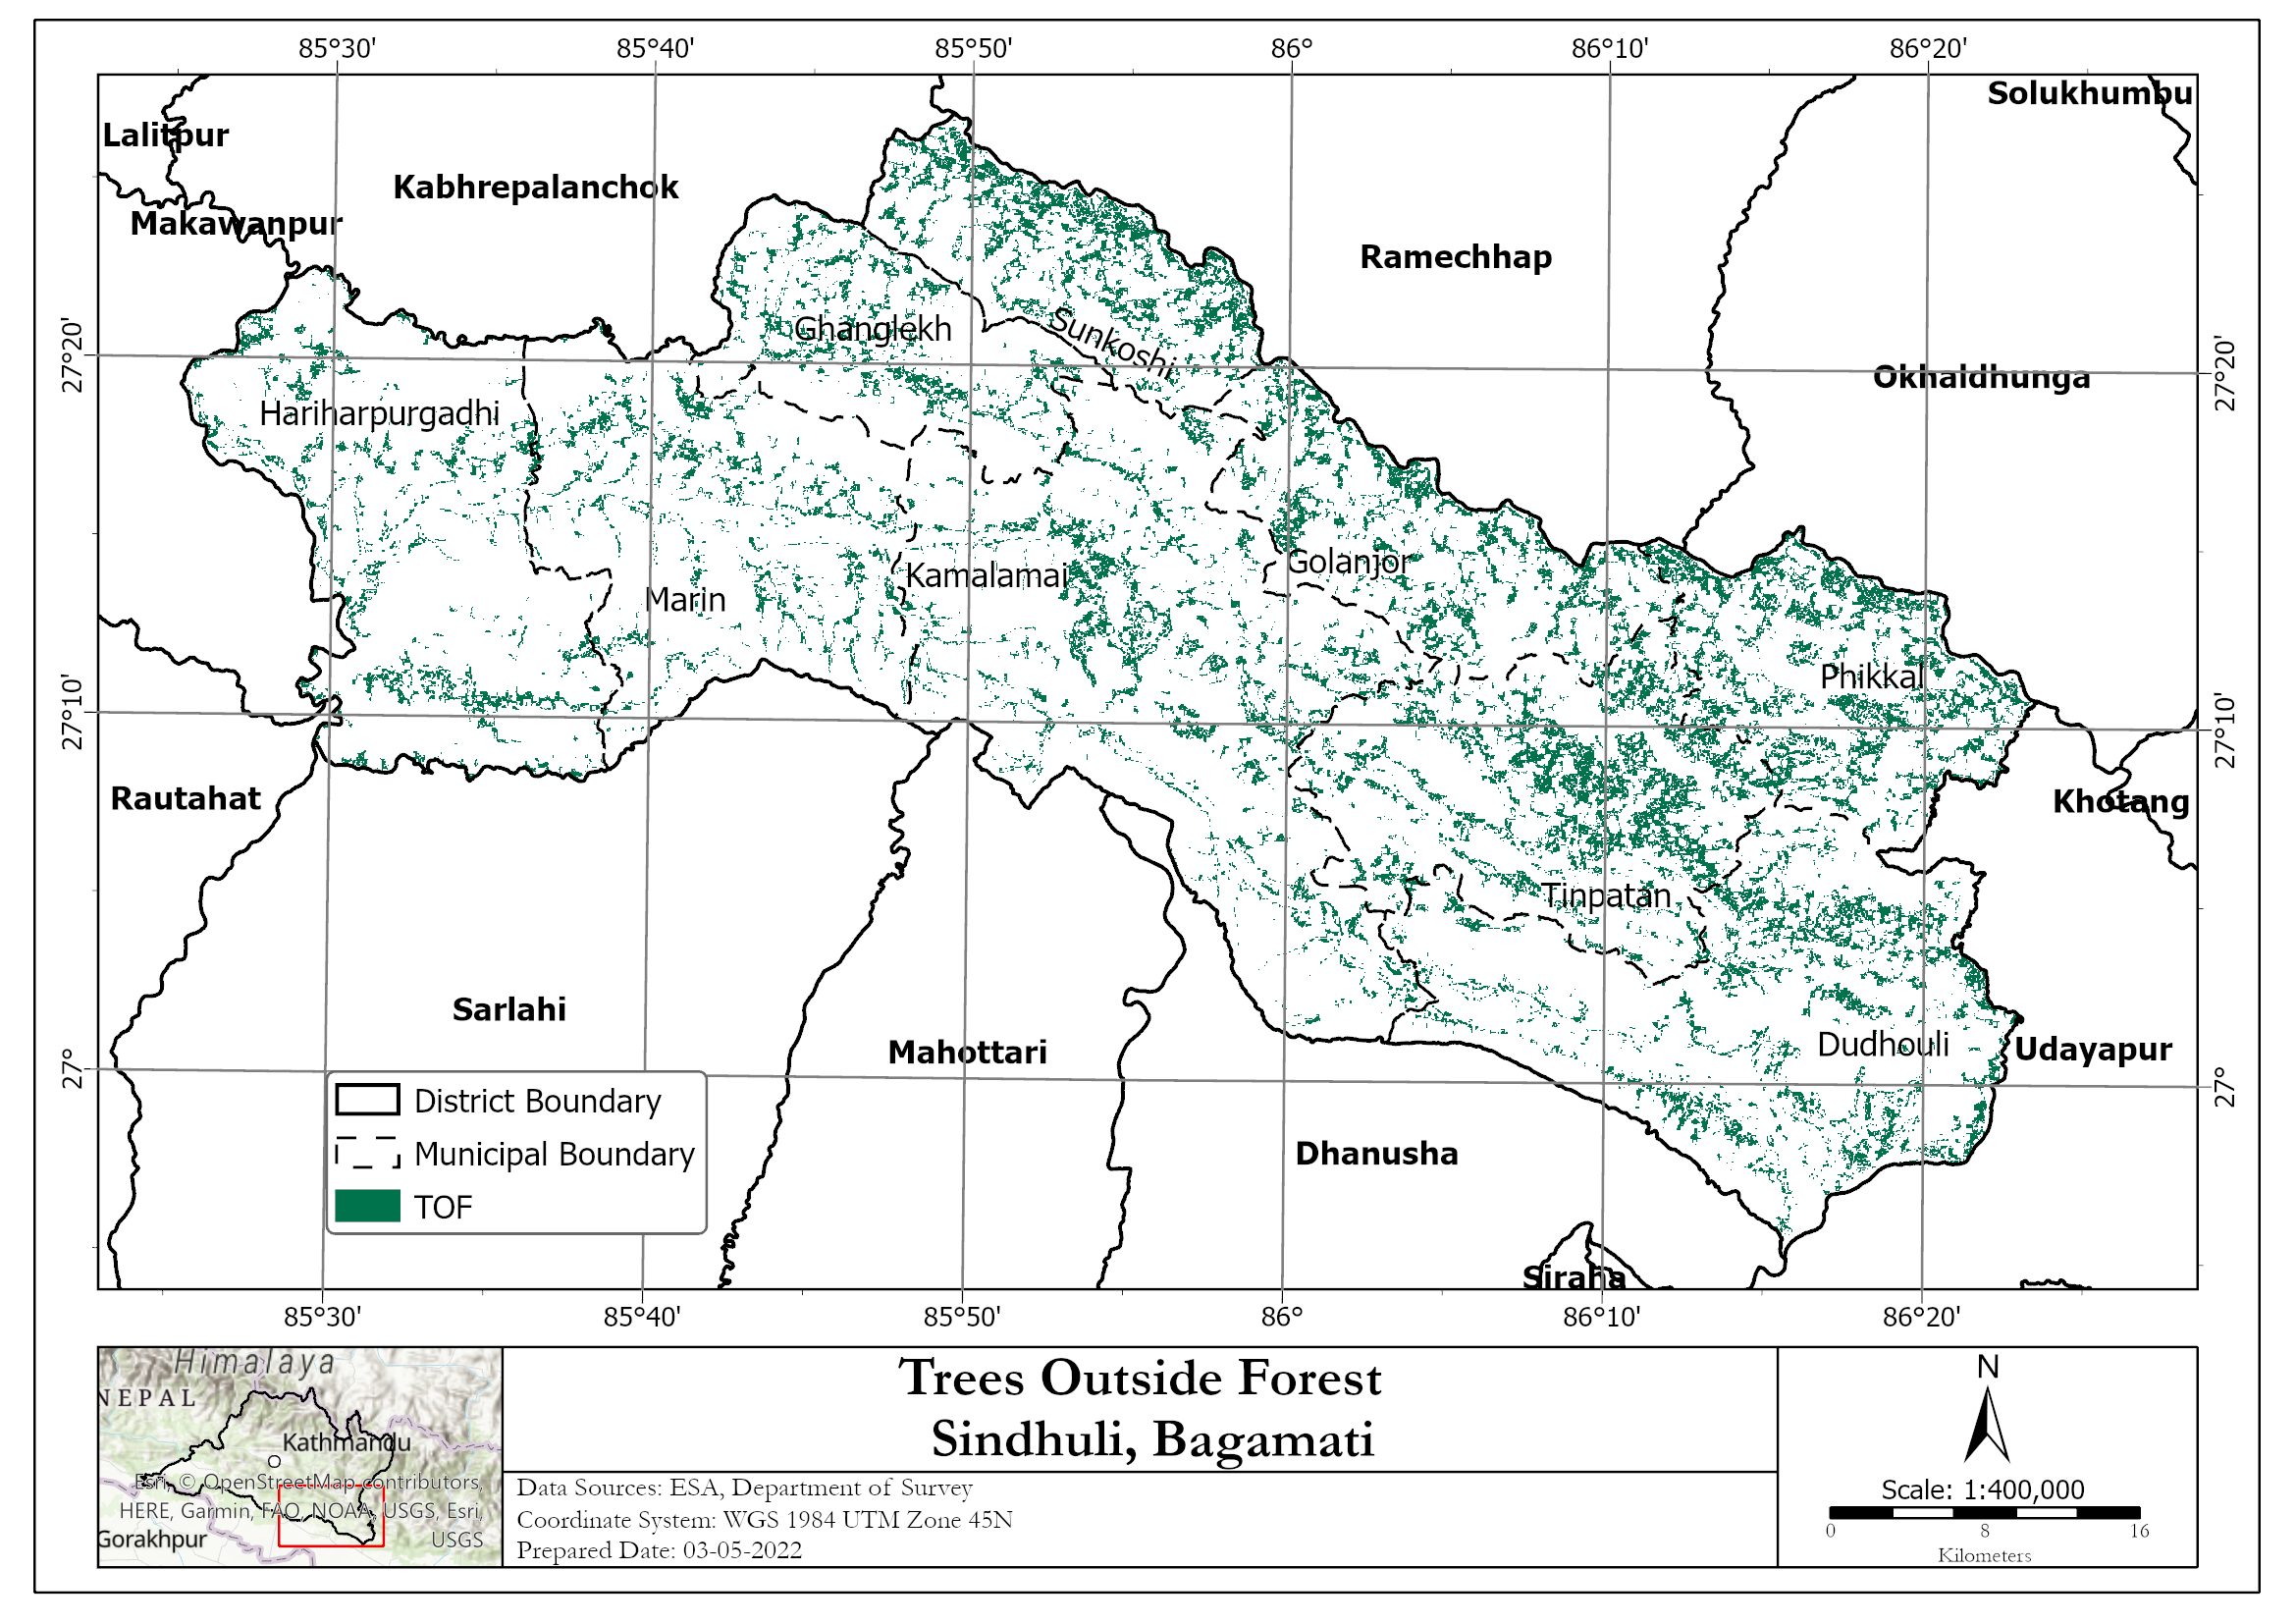 85°30' 85°40' 85°50' 86° 86°10' 86°20'
Solukhumbu
Lalitpur
Kabhrepalanchok
Makawanpur
Ramechhap
Ghanglekh
Sunkoshi
27°20'
27°20'
Okhaldhunga
Hariharpurgadhi
Golanjor
Kamalamai
Marin
Phikkal
27°10'
27°10'
Rautahat
Khotang
Tinpatan
Sarlahi
Mahottari
Dudhouli
Udayapur
27°
27°
District Boundary
Municipal Boundary
TOF
Dhanusha
Siraha
85°30' 85°40' 85°50' 86° 86°10' 86°20'
Himalaya
NEPAL
Kathmandu
Esri, © OpenStreetMap contributors,
HERE, Garmin, FAO, NOAA, USGS, Esri,
USGS
Gorakhpur
Trees Outside Forest
Sindhuli, Bagamati
Data Sources: ESA, Department of Survey
Coordinate System: WGS 1984 UTM Zone 45N
Prepared Date: 03-05-2022
N
Scale: 1:400,000
0 8 16
Kilometers